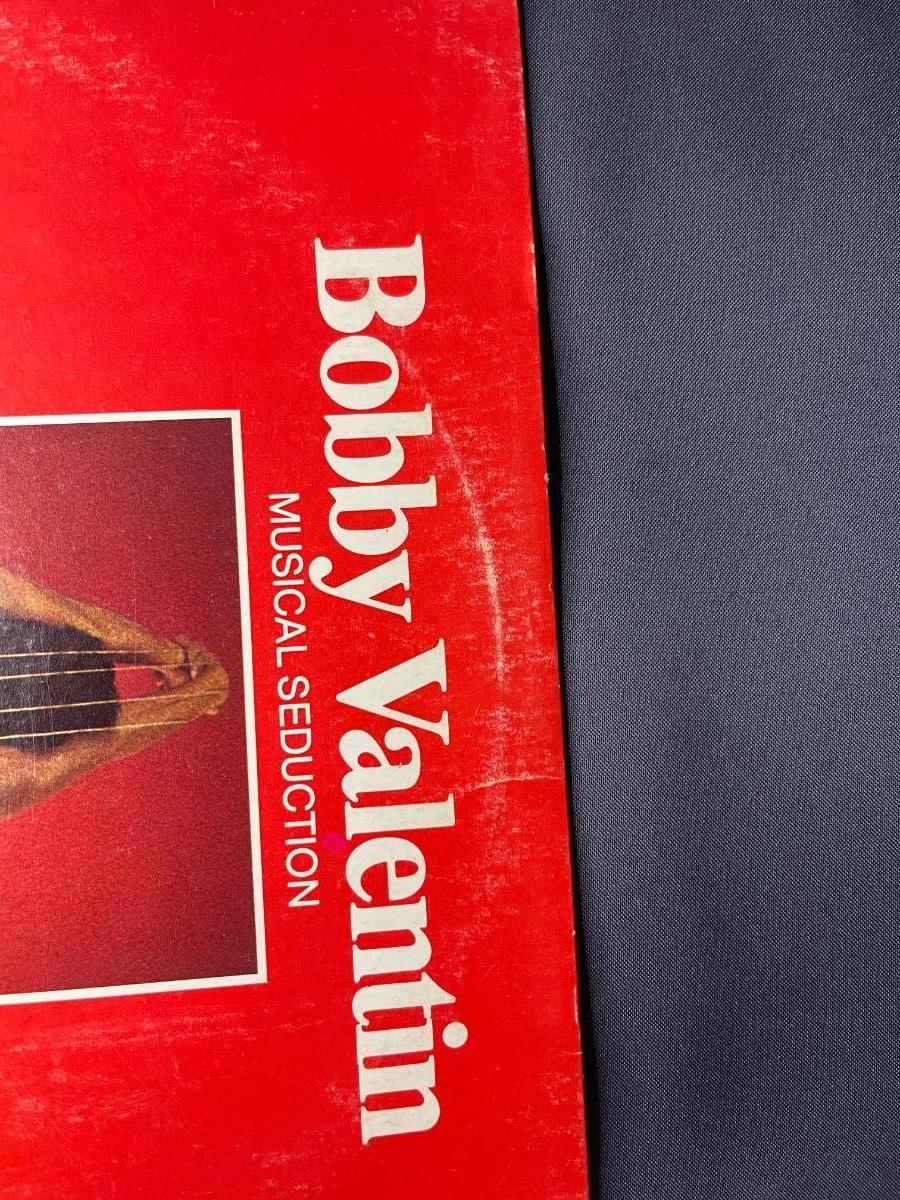 Bobby Valentin
MUSICAL SEDUCTION